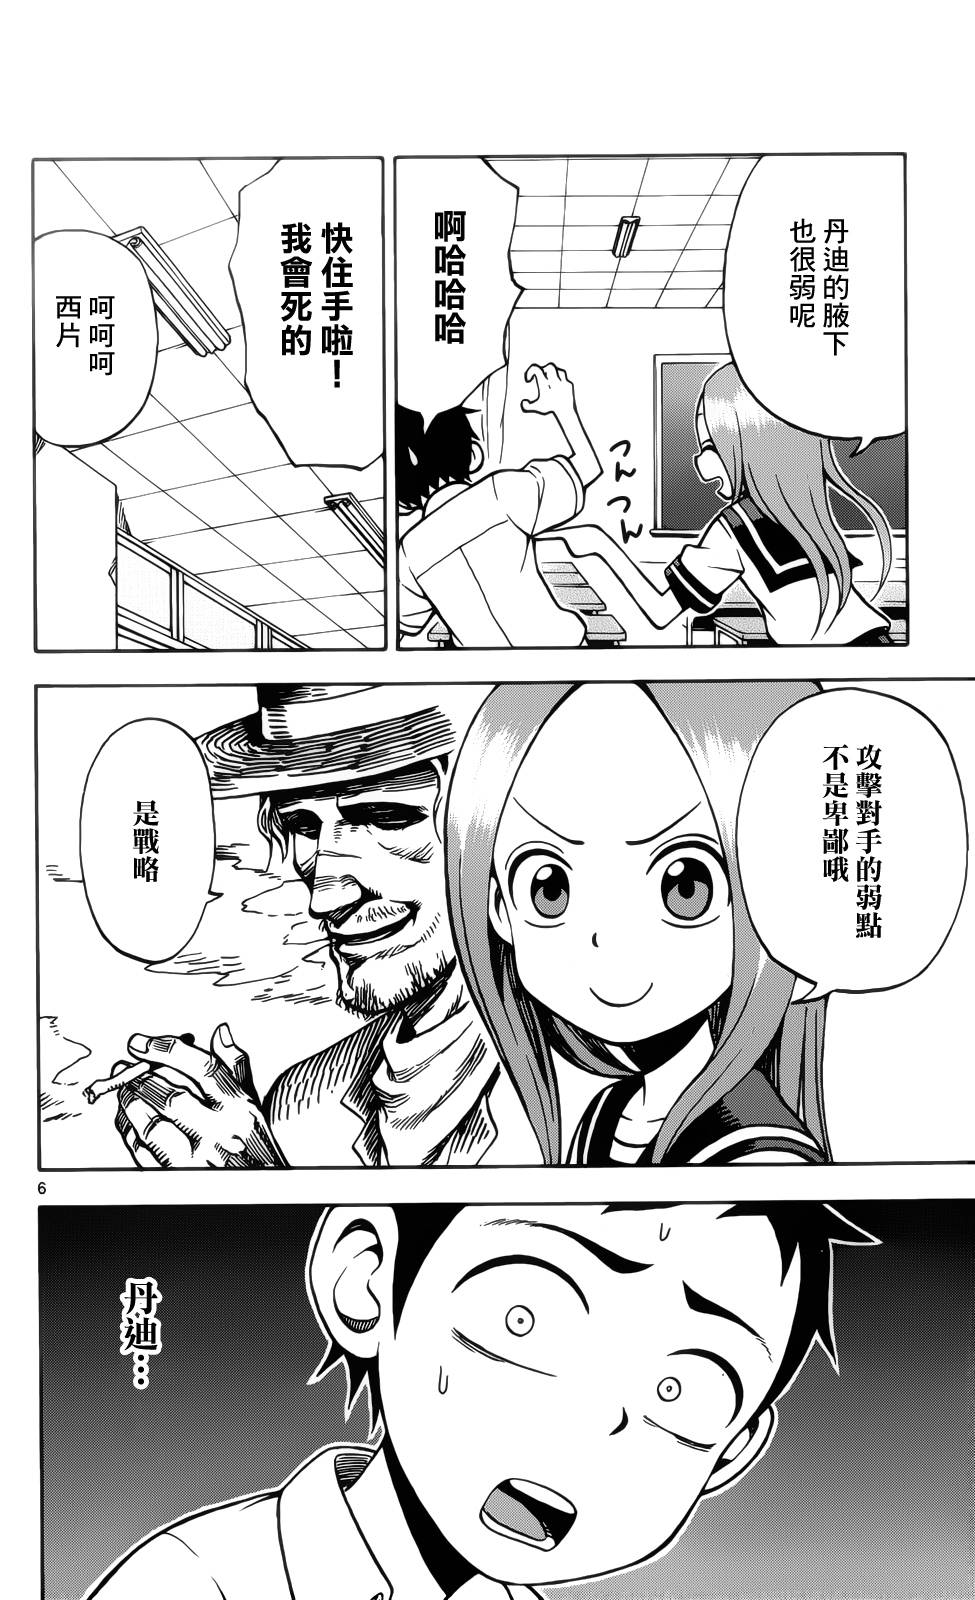 丹迪的腋下
也很弱呢
啊哈哈哈
つんつん
快住手啦！
我會死的
呵呵呵
西片
攻擊對手的弱點
不是卑鄙哦
是戰略
6
丹迪…